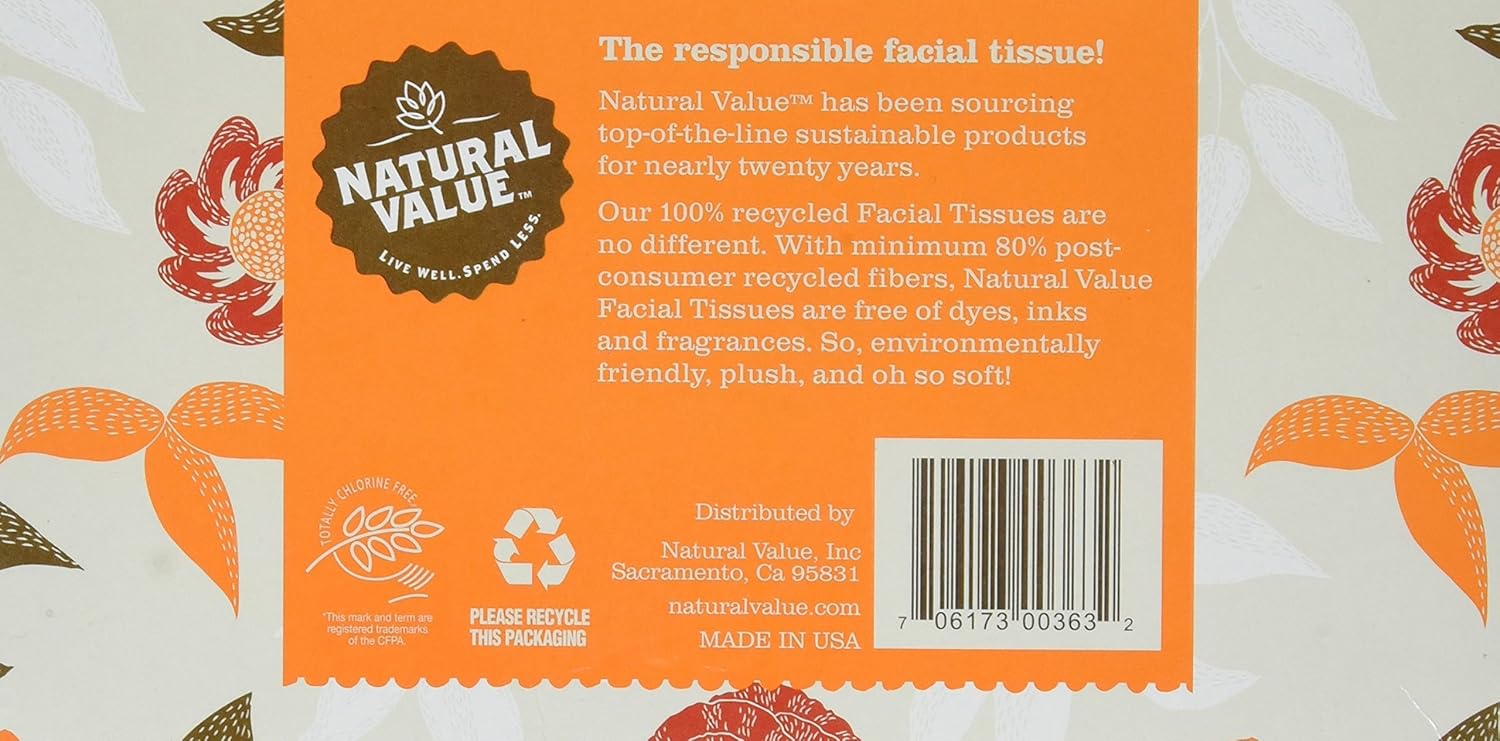 NATURAL
VALUE™
LIVE WELL. SPEND LESS.
The responsible facial tissue!
Natural Value™ has been sourcing
top-of-the-line sustainable products
for nearly twenty years.
Our 100% recycled Facial Tissues are
no different. With minimum 80% post-
consumer recycled fibers, Natural Value
Facial Tissues are free of dyes, inks
and fragrances. So, environmentally
friendly, plush, and oh so soft!
TOTALLY CHLORINE FREE
*This mark and term are
registered trademarks
of the CFPA.
PLEASE RECYCLE
THIS PACKAGING
Distributed by
Natural Value, Inc
Sacramento, Ca 95831
naturalvalue.com
MADE IN USA
7 06173 00363 2